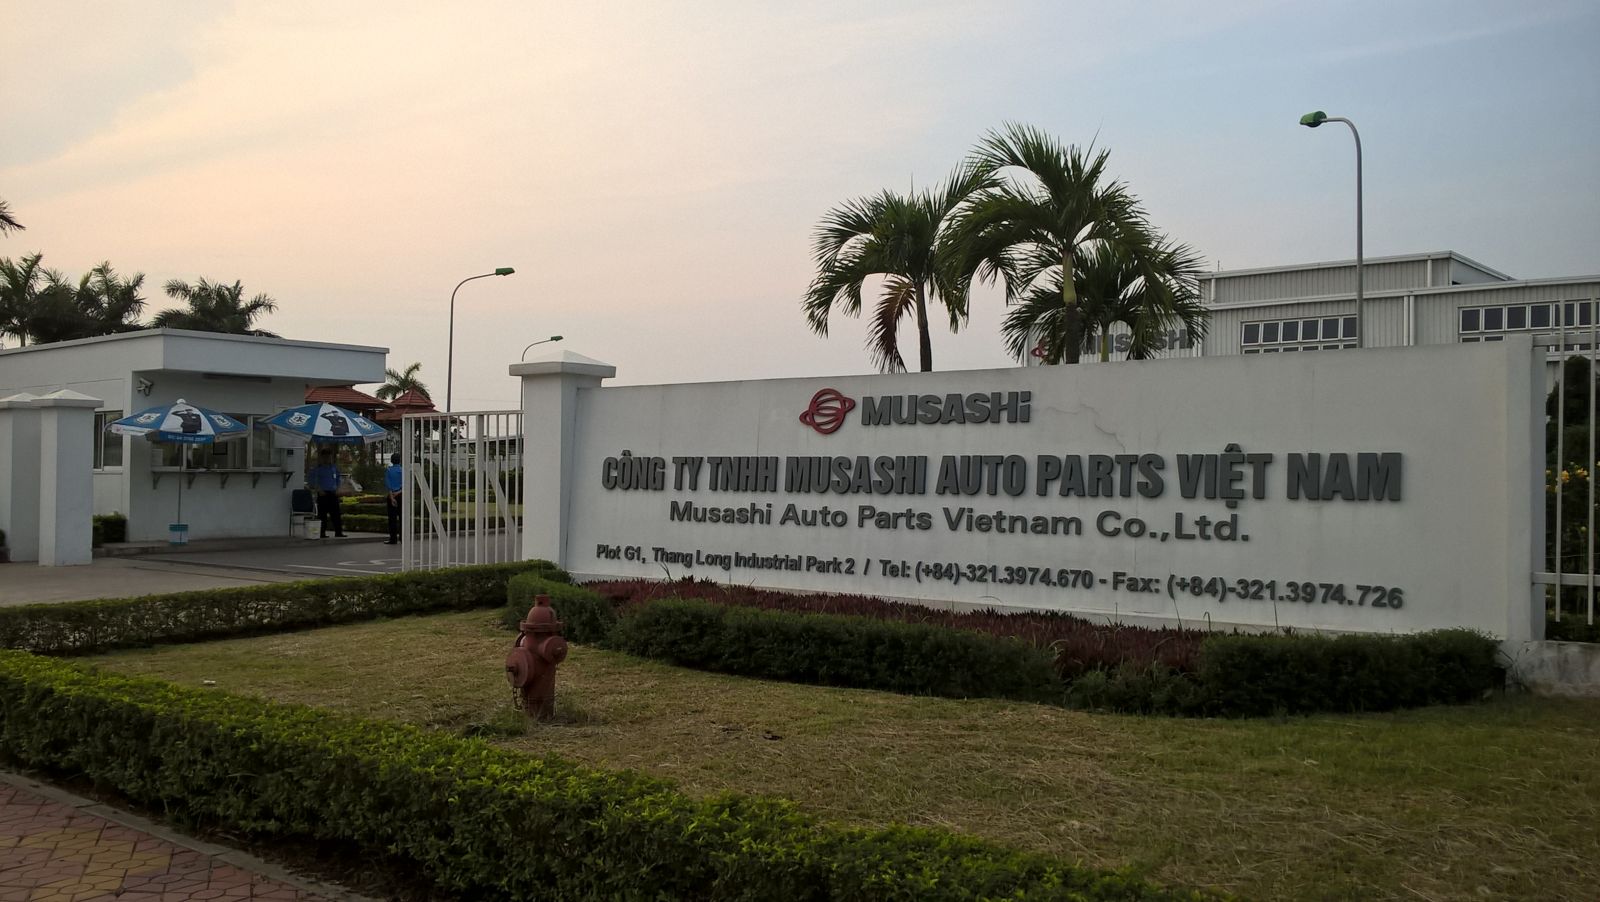 MUSASHi
CÔNG TY TNHH MUSASHI AUTO PARTS VIỆT NAM
Musashi Auto Parts Vietnam Co.,Ltd.
Plot G1, Thang Long Industrial Park 2 / Tel: (+84)-321.3974.670 - Fax: (+84)-321.3974.726
MUSASHi